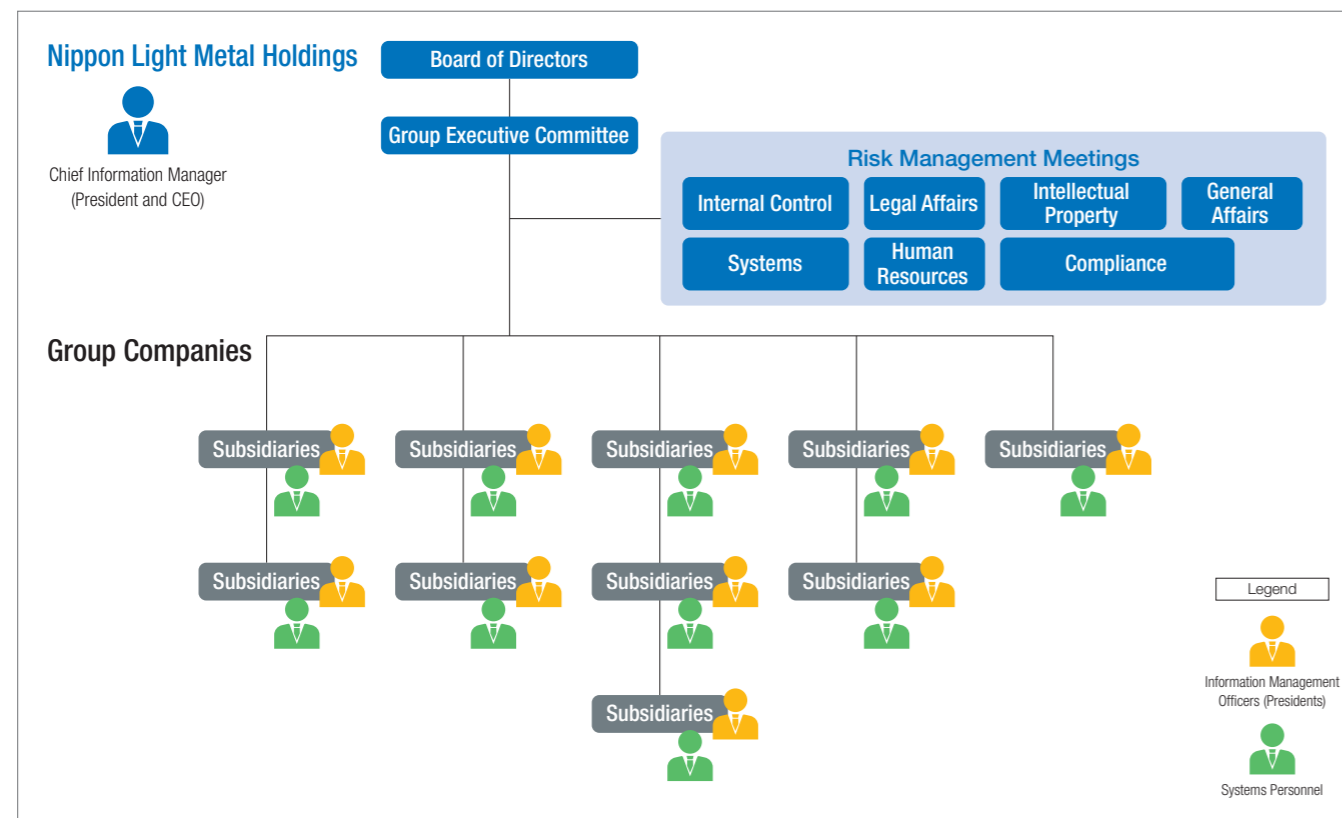 Nippon Light Metal Holdings
Board of Directors
Group Executive Committee
Chief Information Manager
(President and CEO)
Risk Management Meetings
Internal Control
Legal Affairs
Intellectual
Property
General
Affairs
Systems
Human
Resources
Compliance
Group Companies
Subsidiaries
Subsidiaries
Subsidiaries
Subsidiaries
Subsidiaries
Subsidiaries
Subsidiaries
Subsidiaries
Subsidiaries
Subsidiaries
Legend
Information Management
Officers (Presidents)
Systems Personnel